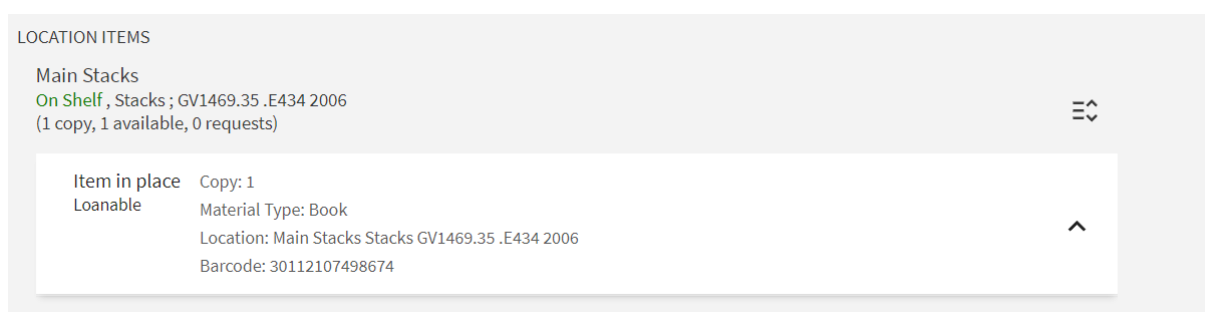 LOCATION ITEMS
Main Stacks
On Shelf , Stacks ; GV1469.35 .E434 2006
(1 copy, 1 available, 0 requests)
Item in place
Loanable
Copy: 1
Material Type: Book
Location: Main Stacks Stacks GV1469.35 .E434 2006
Barcode: 30112107498674